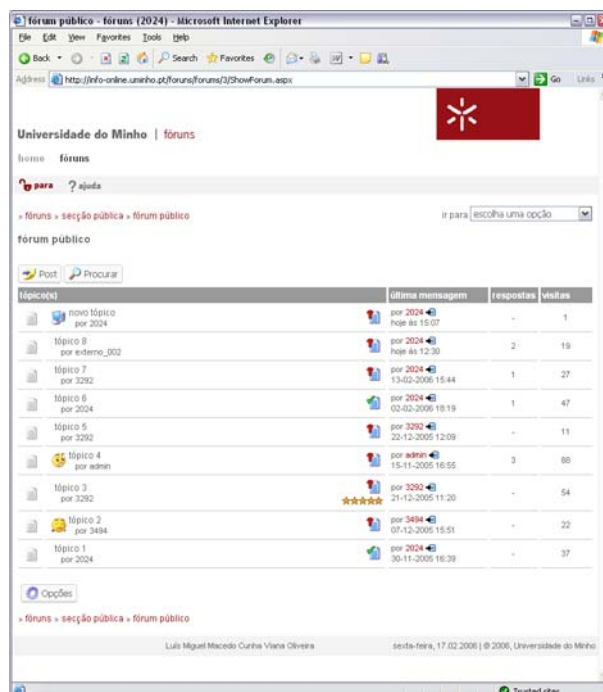 fórum público - fóruns (2024) - Microsoft Internet Explorer
File Edit View Favorites Tools Help
Back Search Favorites
Address http://info-online.uminho.pt/foruns/forums/3/ShowForum.aspx Go Links
Universidade do Minho | fóruns
home fóruns
para ? ajuda
» fóruns » secção pública » fórum público ir para escolha uma opção
fórum público
Post Procurar
tópico(s) última mensagem respostas visitas
novo tópico por 2024
por 2024 hoje às 15:07 - 1
tópico 8 por 2024
por externo_002 hoje às 12:30 2 19
tópico 7 por 2024
por 3292 13-02-2006 15:44 1 27
tópico 6 por 2024
por 2024 02-02-2006 18:19 1 47
tópico 5 por 3292
por 3292 22-12-2005 12:09 - 11
tópico 4 por admin
por admin 15-11-2005 16:55 3 88
tópico 3 por 3292
por 3292 21-12-2005 11:20 - 54
tópico 2 por 3494
por 3494 07-12-2005 15:51 - 22
tópico 1 por 2024
por 2024 30-11-2005 16:39 - 37
Opções
» fóruns » secção pública » fórum público
Luís Miguel Macedo Cunha Viana Oliveira sexta-feira, 17.02.2006 | © 2006, Universidade do Minho
Trusted sites